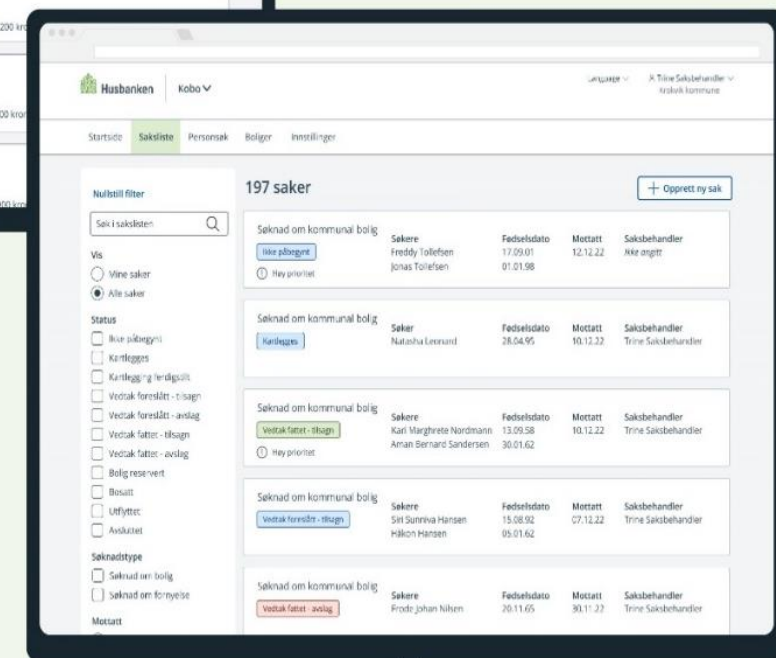 200 kro
00 kron
000 kro
Husbanken
Kobo
Language
Trine Saksbehandler
Krokvik kommune
Startside Saksliste Personsøk Boliger Innstillinger
Nullstill filter
Søk i sakslisten
Vis
Mine saker
Alle saker
Status
Ikke påbegynt
Kartlegges
Kartlegging ferdigstilt
Vedtak foreslått - tilsagn
Vedtak foreslått - avslag
Vedtak fattet - tilsagn
Vedtak fattet - avslag
Bolig reservert
Bosatt
Utflyttet
Avsluttet
Søknadstype
Søknad om bolig
Søknad om fornyelse
Mottatt
197 saker
+ Opprett ny sak
Søknad om kommunal bolig
Ikke påbegynt
Høy prioritet
Søkere Fødselsdato Mottatt Saksbehandler
Freddy Tollefsen 17.09.01 12.12.22 Ikke angitt
Jonas Tollefsen 01.01.98
Søknad om kommunal bolig
Kartlegges
Søker Fødselsdato Mottatt Saksbehandler
Natasha Leonard 28.04.95 10.12.22 Trine Saksbehandler
Søknad om kommunal bolig
Vedtak fattet - tilsagn
Høy prioritet
Søkere Fødselsdato Mottatt Saksbehandler
Kari Marghrete Nordmann 13.09.58 10.12.22 Trine Saksbehandler
Aman Bernard Sandersen 30.01.62
Søknad om kommunal bolig
Vedtak foreslått - tilsagn
Søkere Fødselsdato Mottatt Saksbehandler
Siri Sunniva Hansen 15.08.92 07.12.22 Trine Saksbehandler
Håkon Hansen 05.01.62
Søknad om kommunal bolig
Vedtak fattet - avslag
Søkere Fødselsdato Mottatt Saksbehandler
Frode Johan Nilsen 20.11.65 30.11.22 Trine Saksbehandler